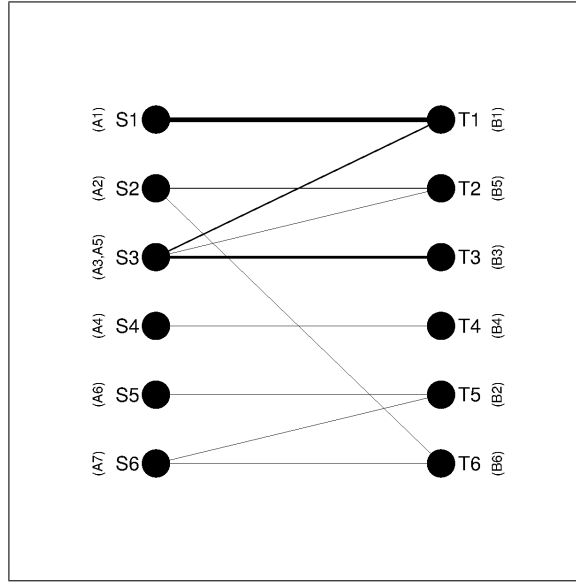 (A1) S1 T1 (B1)
(A2) S2 T2 (B5)
(A3,A5) S3 T3 (B3)
(A4) S4 T4 (B4)
(A6) S5 T5 (B2)
(A7) S6 T6 (B6)